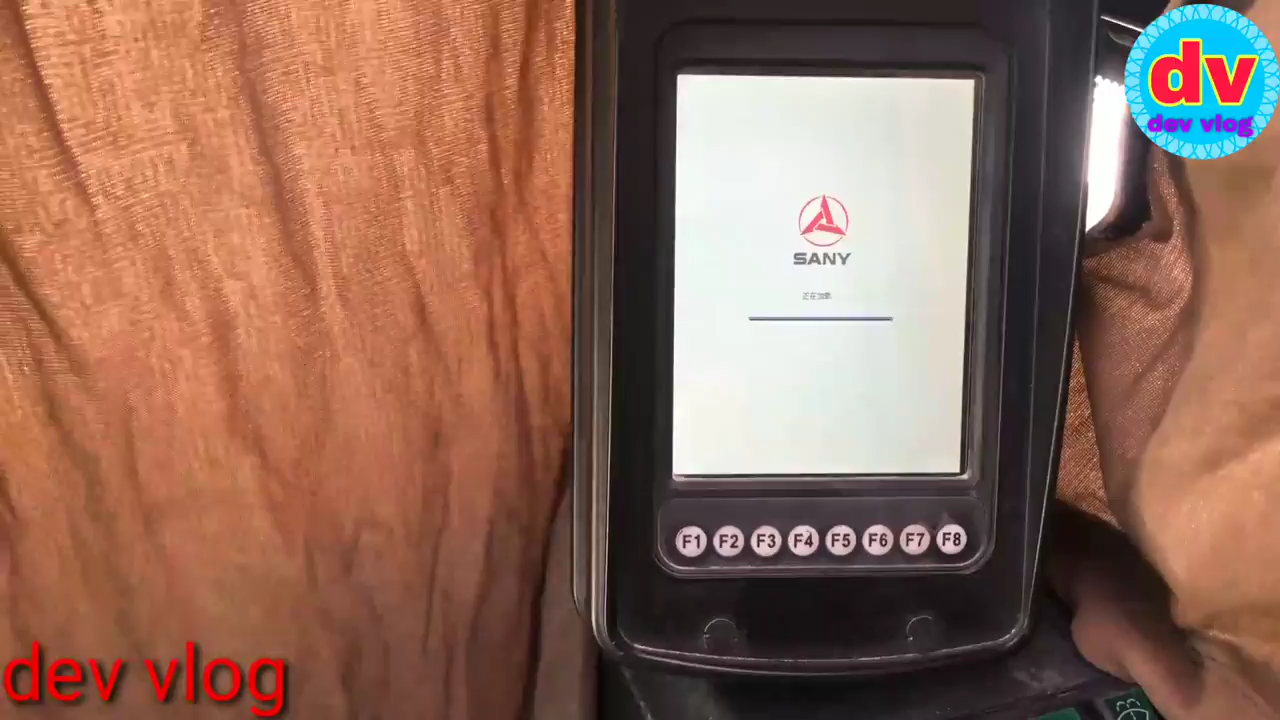 dv
dev vlog
SANY
正在加载
F1 F2 F3 F4 F5 F6 F7 F8
dev vlog